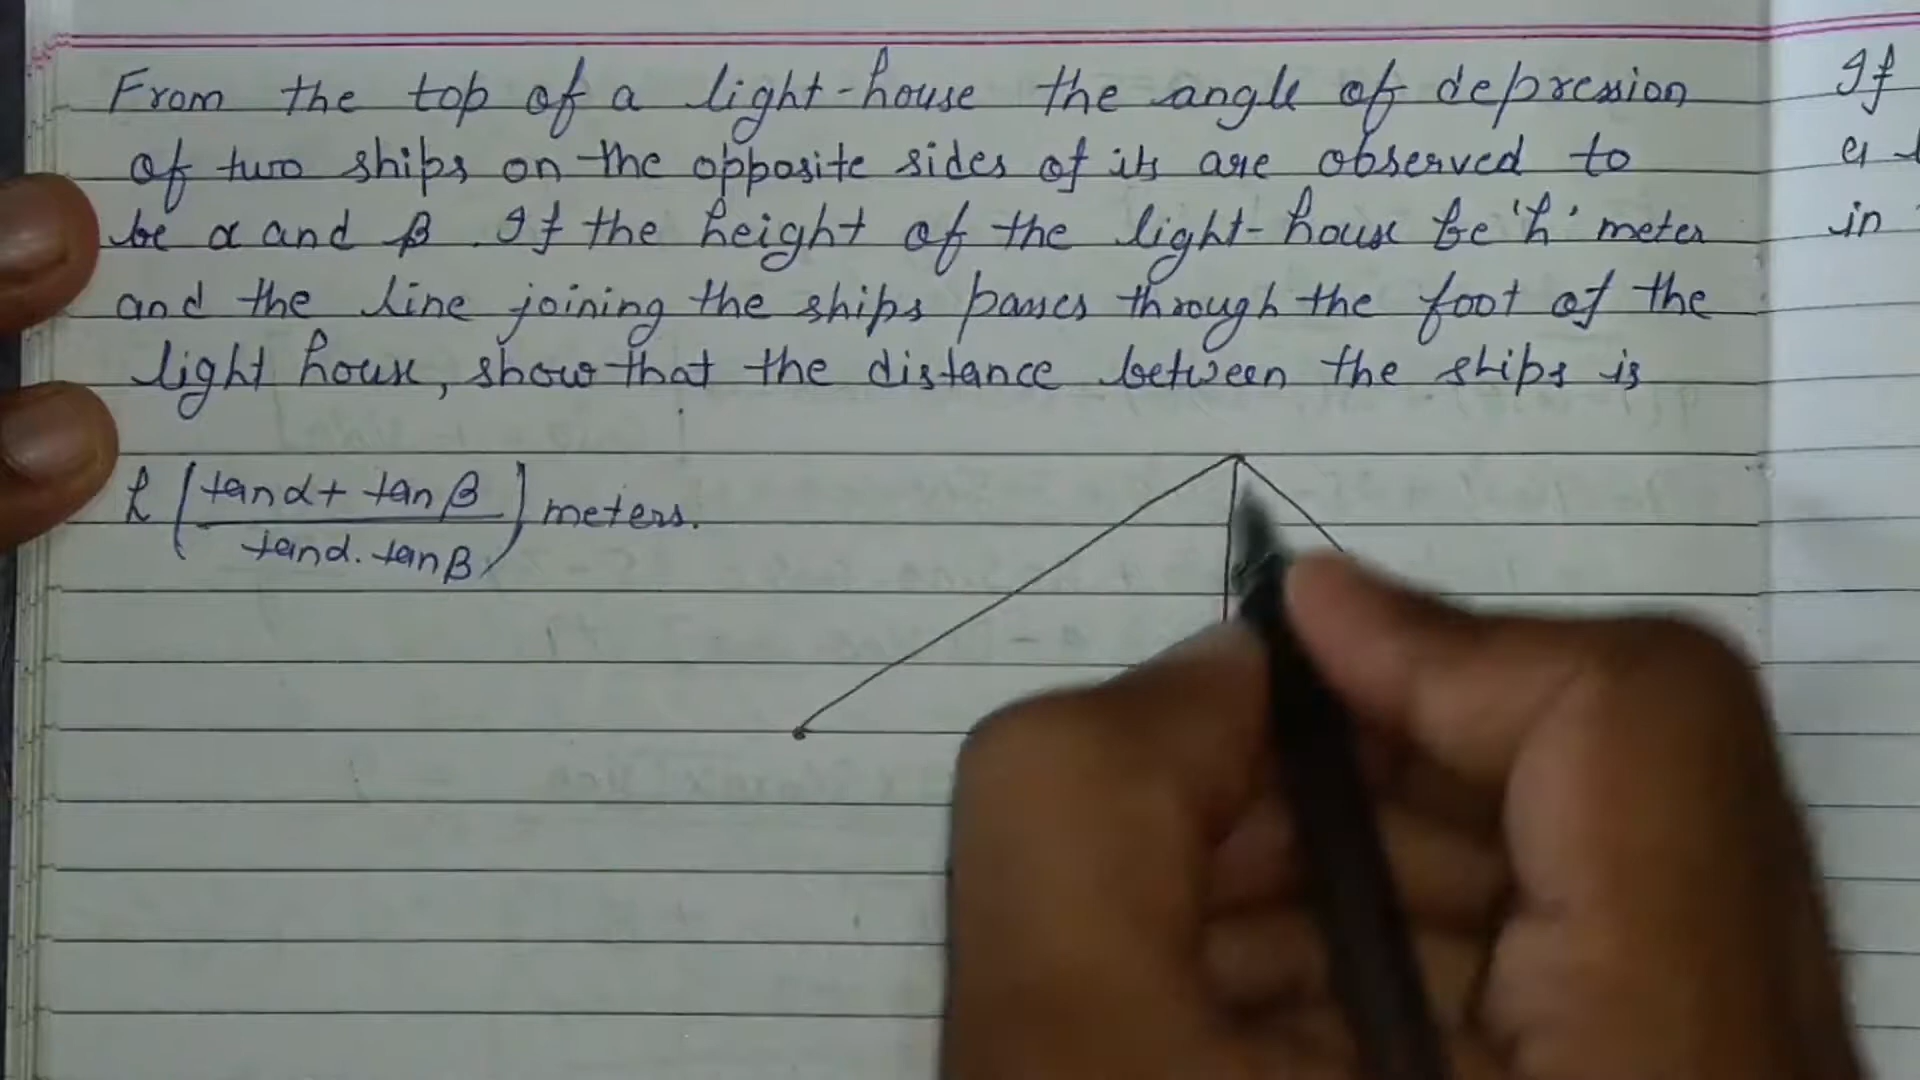 From the top of a light-house the angle of depression
of two ships on the opposite sides of its are observed to
be α and β. If the height of the light-house be 'h' meter
and the line joining the ships passes through the foot of the
light house, show that the distance between the ships is
h (tanα + tanβ / tanα. tanβ) meters.
If
in